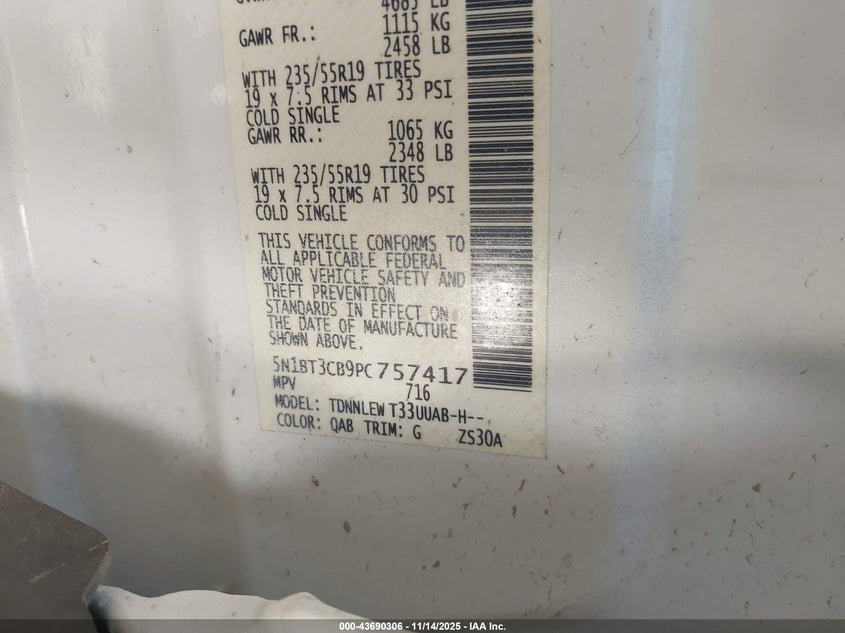 4685 LB
GAWR FR.: 1115 KG
2458 LB
WITH 235/55R19 TIRES
19 x 7.5 RIMS AT 33 PSI
COLD SINGLE
GAWR RR.: 1065 KG
2348 LB
WITH 235/55R19 TIRES
19 x 7.5 RIMS AT 30 PSI
COLD SINGLE
THIS VEHICLE CONFORMS TO
ALL APPLICABLE FEDERAL
MOTOR VEHICLE SAFETY AND
THEFT PREVENTION
STANDARDS IN EFFECT ON
THE DATE OF MANUFACTURE
SHOWN ABOVE.
5N1BT3CB9PC757417
MPV 716
MODEL: TDNNLEW T33UUAB-H--
COLOR: QAB TRIM: G ZS30A
000-43690306 - 11/14/2025 - IAA Inc.